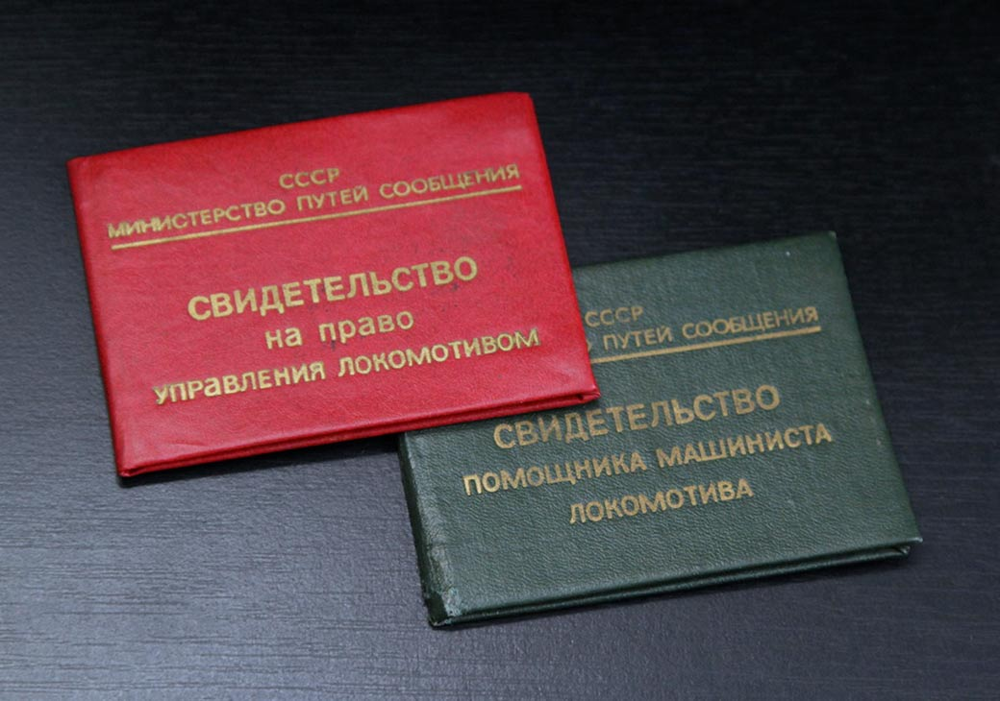 СССР
МИНИСТЕРСТВО ПУТЕЙ СООБЩЕНИЯ
СВИДЕТЕЛЬСТВО
на право
управления локомотивом
СССР
ПУТЕЙ СООБЩЕНИЯ
СВИДЕТЕЛЬСТВО
ПОМОЩНИКА МАШИНИСТА
ЛОКОМОТИВА